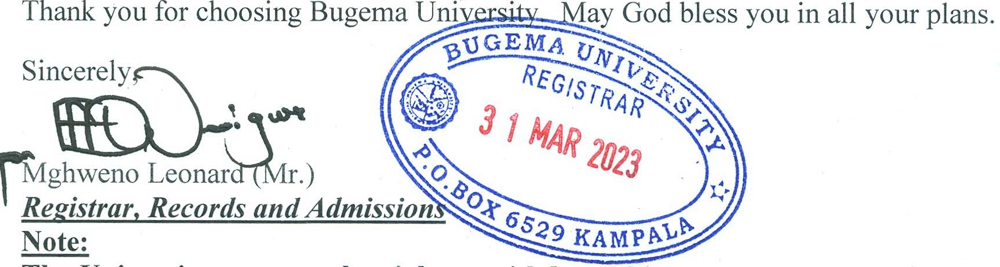 Thank you for choosing Bugema University. May God bless you in all your plans.
Sincerely,
BUGEMA UNIVERSITY
REGISTRAR
31 MAR 2023
P.O. BOX 6529 KAMPALA
Mghweno Leonard (Mr.)
Registrar, Records and Admissions
Note: